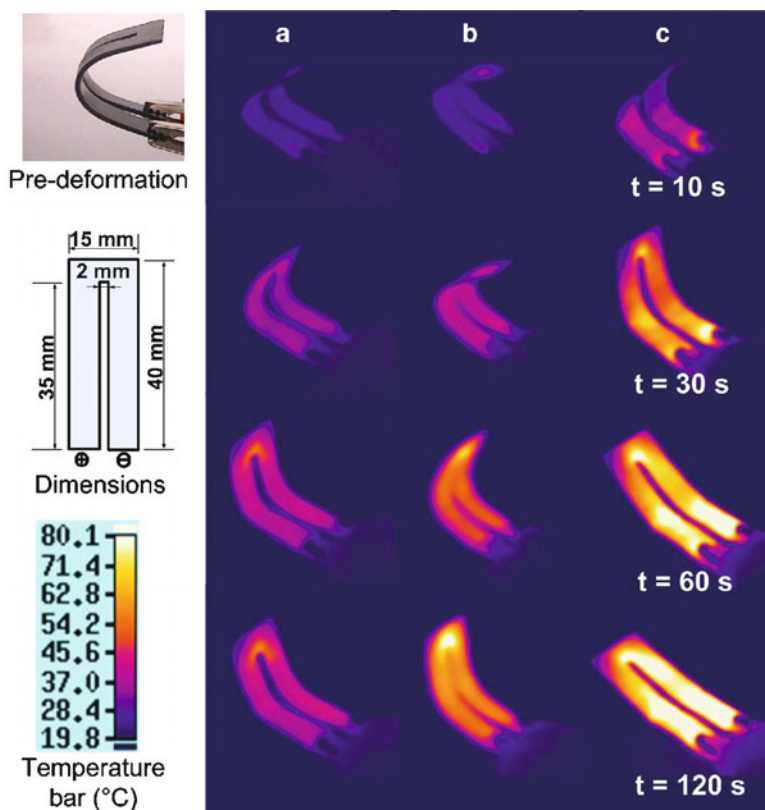 a b c
Pre-deformation
t = 10 s
15 mm
2 mm
35 mm
40 mm
t = 30 s
⊕ ⊖
Dimensions
80.1
71.4
62.8
54.2
45.6
37.0
28.4
19.8
t = 60 s
t = 120 s
Temperature
bar (°C)